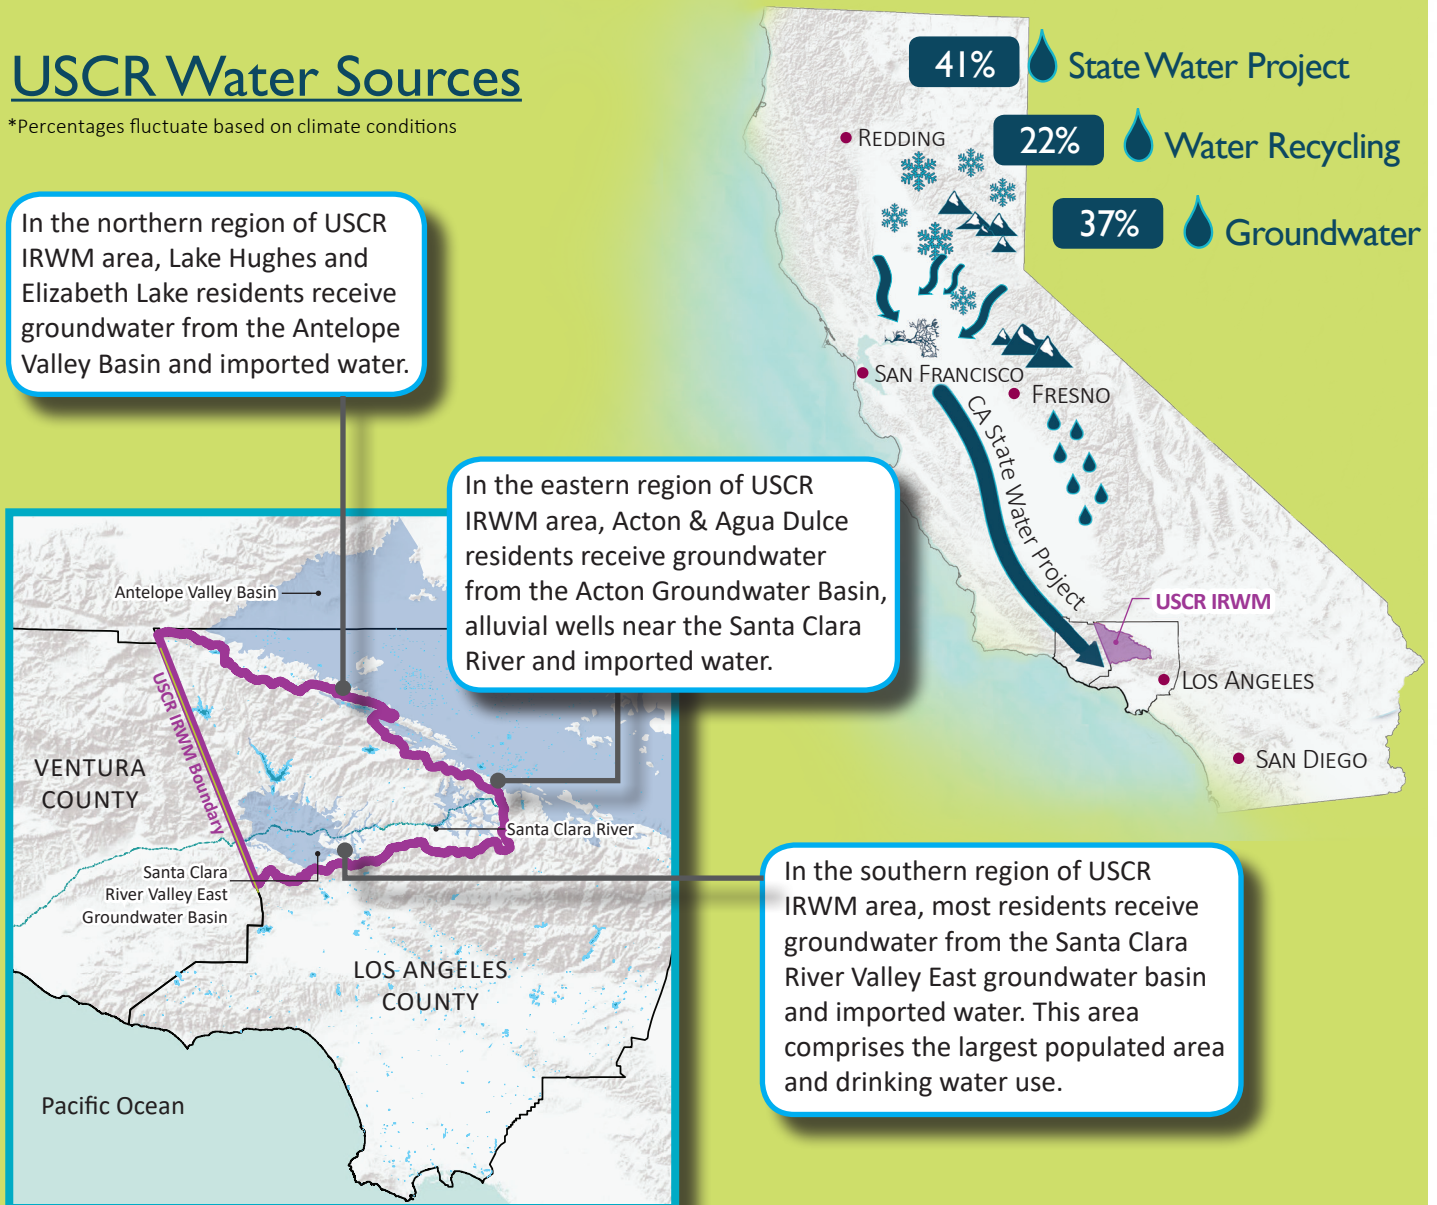 USCR Water Sources
*Percentages fluctuate based on climate conditions
41%
State Water Project
22%
Water Recycling
37%
Groundwater
REDDING
SAN FRANCISCO
FRESNO
CA State Water Project
USCR IRWM
LOS ANGELES
SAN DIEGO
In the northern region of USCR
IRWM area, Lake Hughes and
Elizabeth Lake residents receive
groundwater from the Antelope
Valley Basin and imported water.
In the eastern region of USCR
IRWM area, Acton & Agua Dulce
residents receive groundwater
from the Acton Groundwater Basin,
alluvial wells near the Santa Clara
River and imported water.
Antelope Valley Basin
USCR IRWM Boundary
VENTURA
COUNTY
Santa Clara River
Santa Clara
River Valley East
Groundwater Basin
LOS ANGELES
COUNTY
Pacific Ocean
In the southern region of USCR
IRWM area, most residents receive
groundwater from the Santa Clara
River Valley East groundwater basin
and imported water. This area
comprises the largest populated area
and drinking water use.